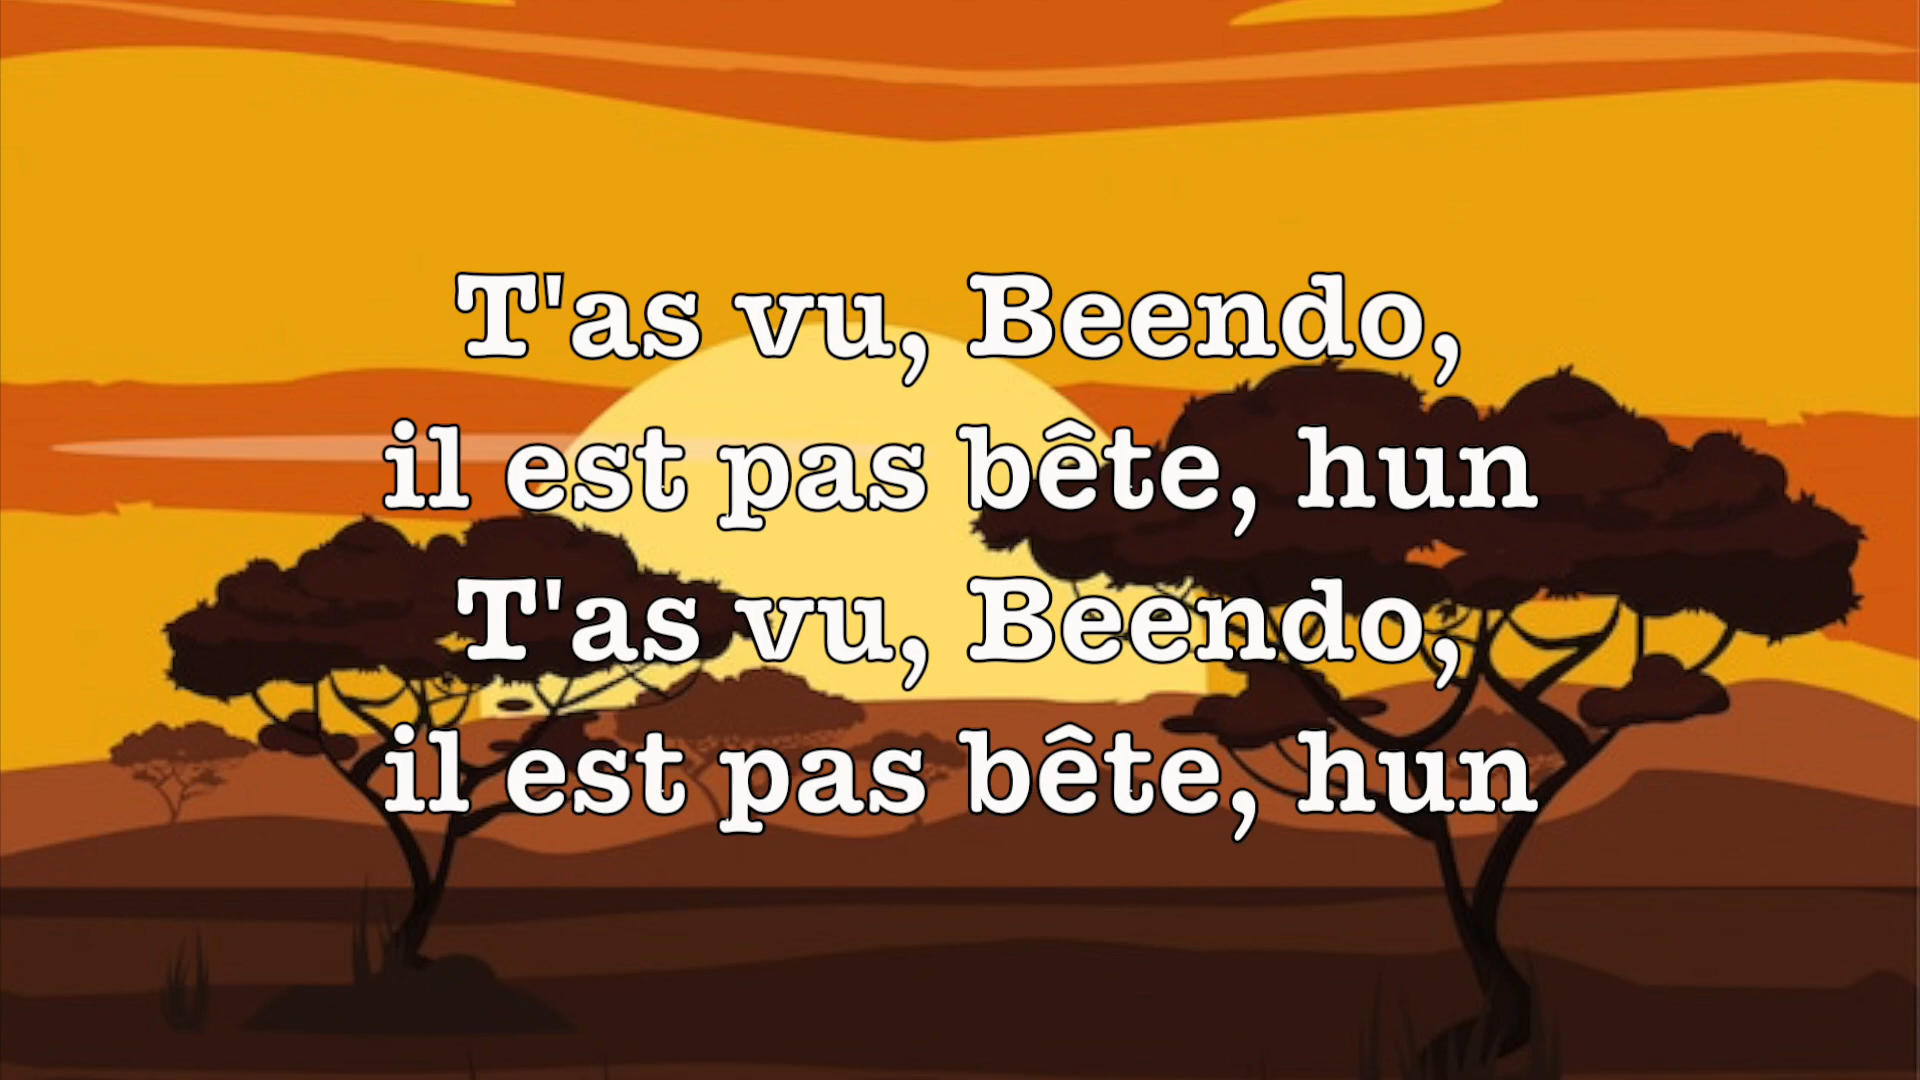 T'as vu, Beendo,
il est pas bête, hun
T'as vu, Beendo,
il est pas bête, hun